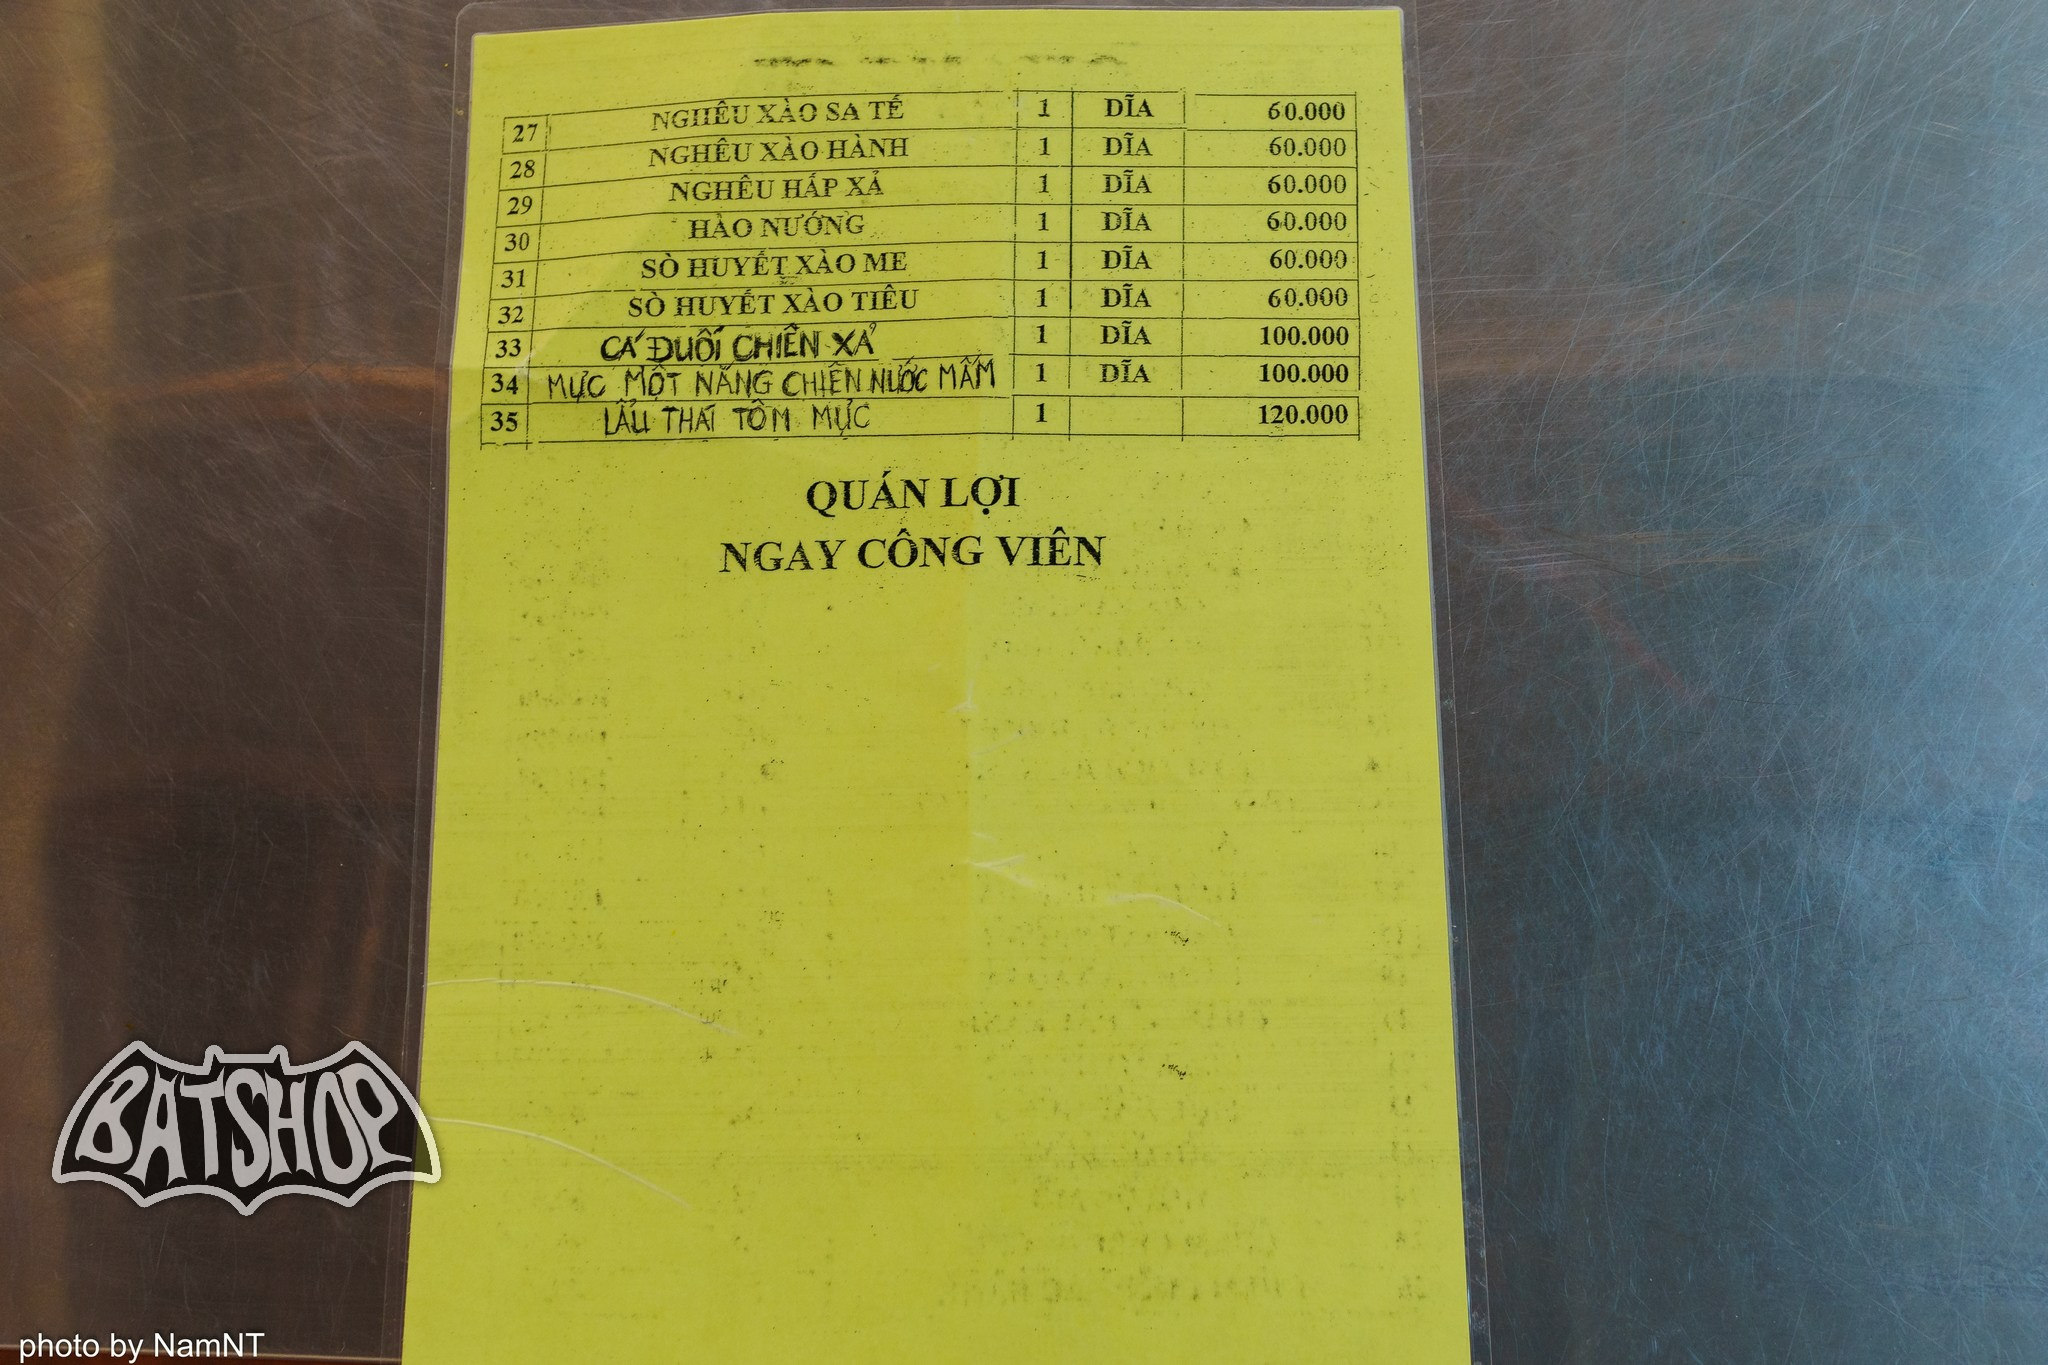 27 NGHÊU XÀO SA TẾ 1 DĨA 60.000
28 NGHÊU XÀO HÀNH 1 DĨA 60.000
29 NGHÊU HẤP XẢ 1 DĨA 60.000
30 HÀO NƯỚNG 1 DĨA 60.000
31 SÒ HUYẾT XÀO ME 1 DĨA 60.000
32 SÒ HUYẾT XÀO TIÊU 1 DĨA 60.000
33 CÁ ĐUỐI CHIÊN XẢ 1 DĨA 100.000
34 MỰC MỘT NẮNG CHIÊN NƯỚC MẮM 1 DĨA 100.000
35 LẨU THÁI TÔM MỰC 1 120.000
QUÁN LỢI
NGAY CÔNG VIÊN
BATSHOP
photo by NamNT